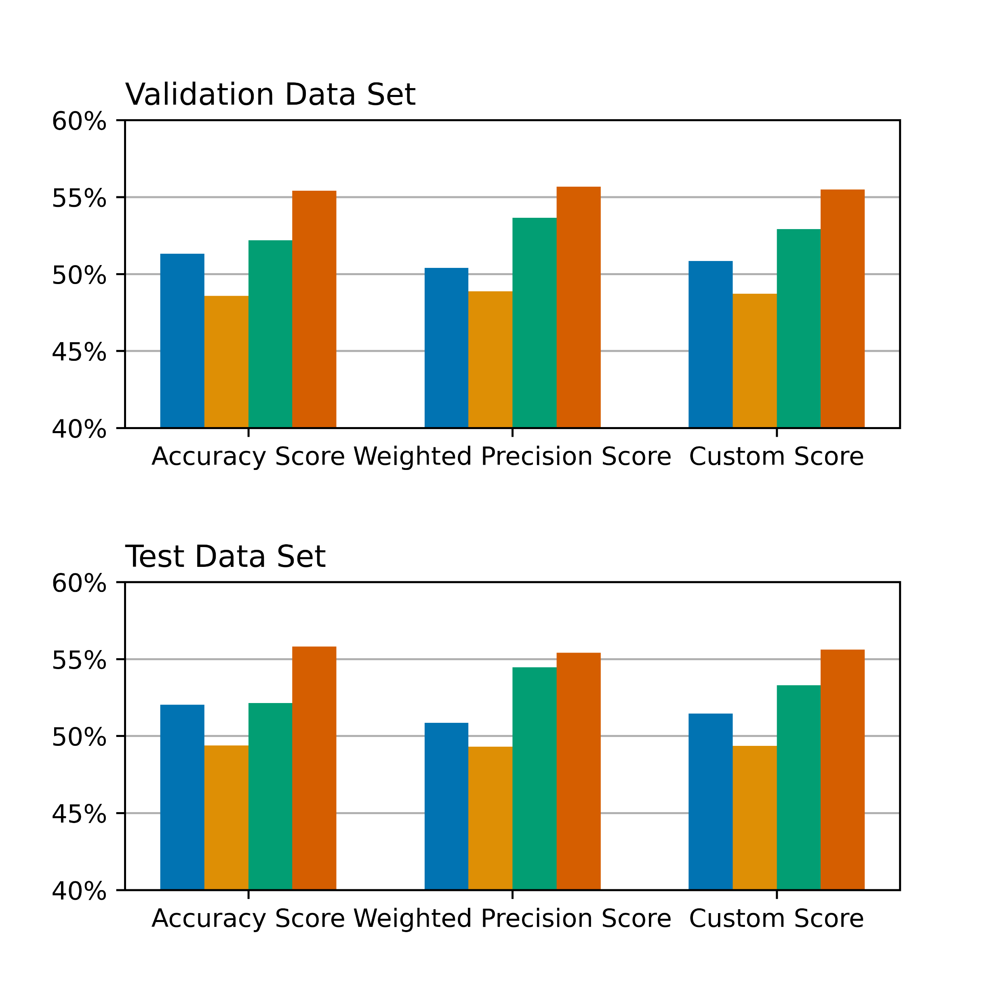 Validation Data Set
60%
55%
50%
45%
40%
Accuracy Score Weighted Precision Score Custom Score
Test Data Set
60%
55%
50%
45%
40%
Accuracy Score Weighted Precision Score Custom Score